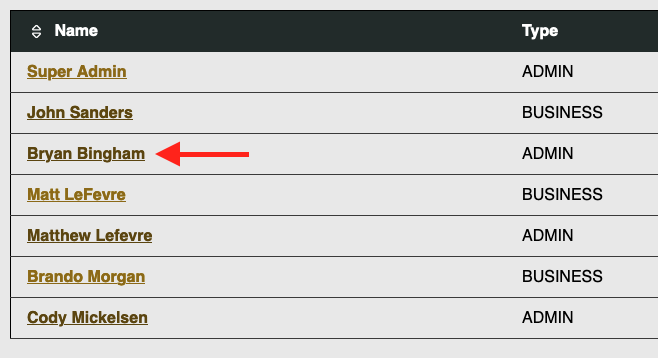 Name Type
Super Admin ADMIN
John Sanders BUSINESS
Bryan Bingham ADMIN
Matt LeFevre BUSINESS
Matthew Lefevre ADMIN
Brando Morgan BUSINESS
Cody Mickelsen ADMIN